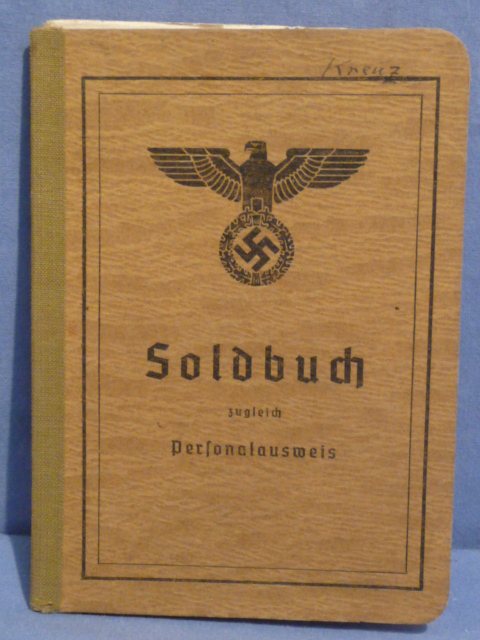 Kreuz
Soldbuch
zugleich
Personalausweis